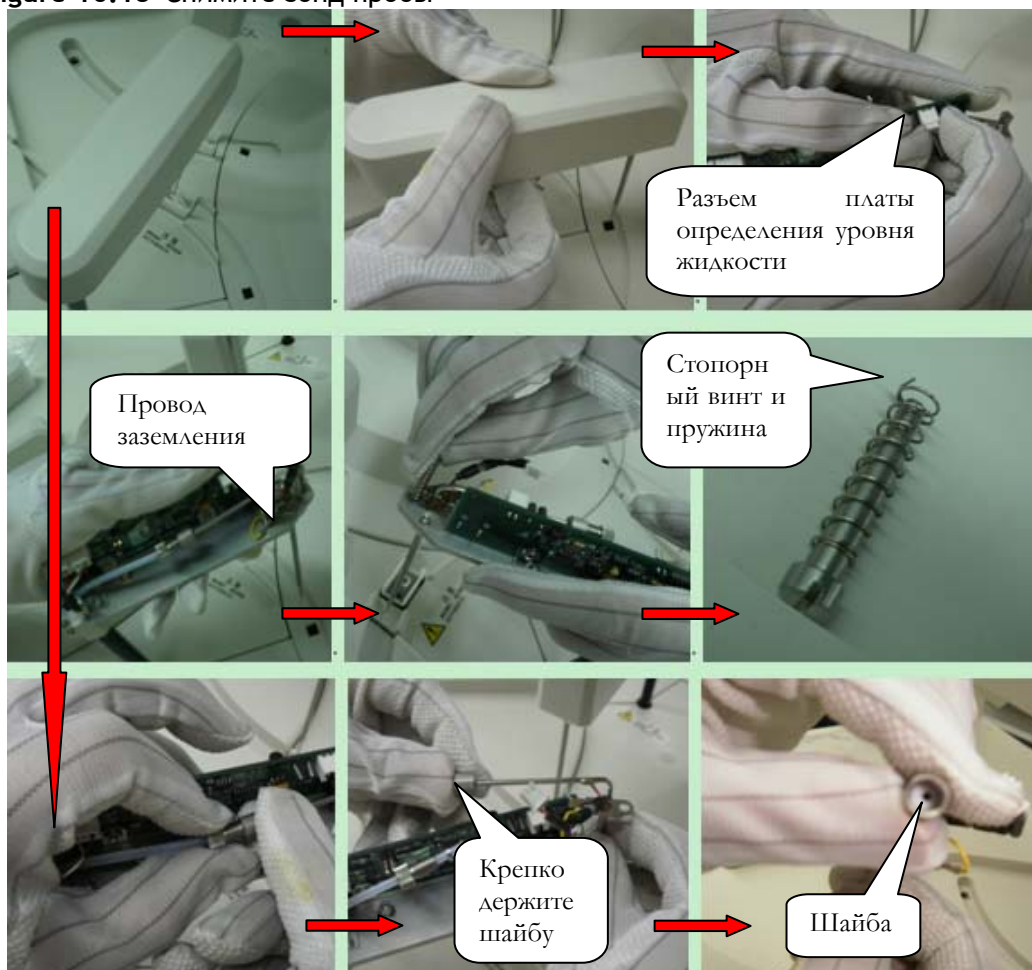 Разъем платы
определения уровня
жидкости
Провод
заземления
Стопорн
ый винт и
пружина
Крепко
держите
шайбу
Шайба